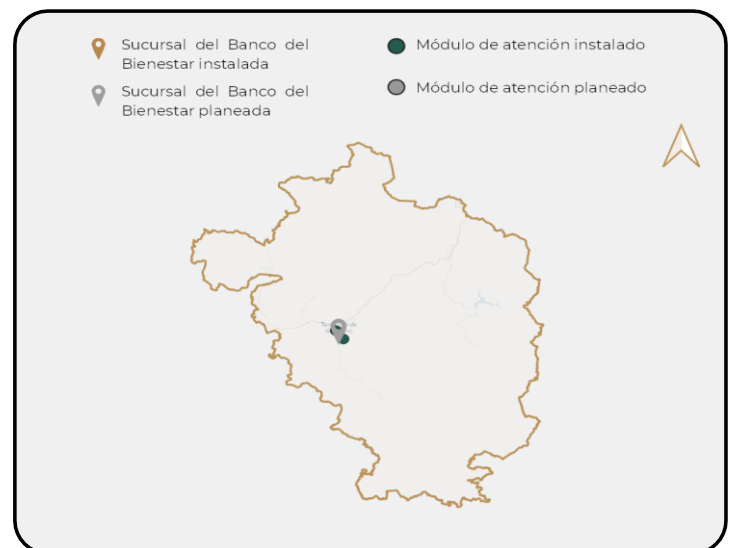 Sucursal del Banco del
Bienestar instalada
Sucursal del Banco del
Bienestar planeada
Módulo de atención instalado
Módulo de atención planeado